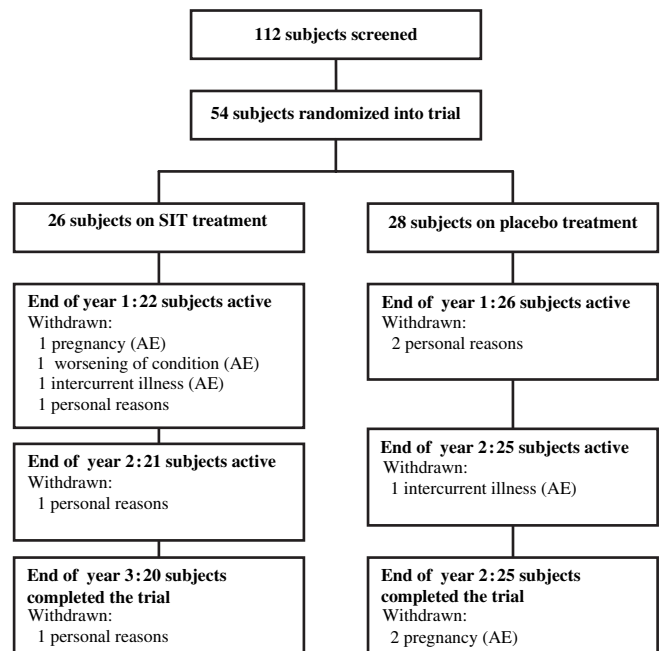 112 subjects screened
54 subjects randomized into trial
26 subjects on SIT treatment
28 subjects on placebo treatment
End of year 1:22 subjects active
Withdrawn:
1 pregnancy (AE)
1 worsening of condition (AE)
1 intercurrent illness (AE)
1 personal reasons
End of year 1:26 subjects active
Withdrawn:
2 personal reasons
End of year 2:21 subjects active
Withdrawn:
1 personal reasons
End of year 2:25 subjects active
Withdrawn:
1 intercurrent illness (AE)
End of year 3:20 subjects
completed the trial
Withdrawn:
1 personal reasons
End of year 2:25 subjects
completed the trial
Withdrawn:
2 pregnancy (AE)